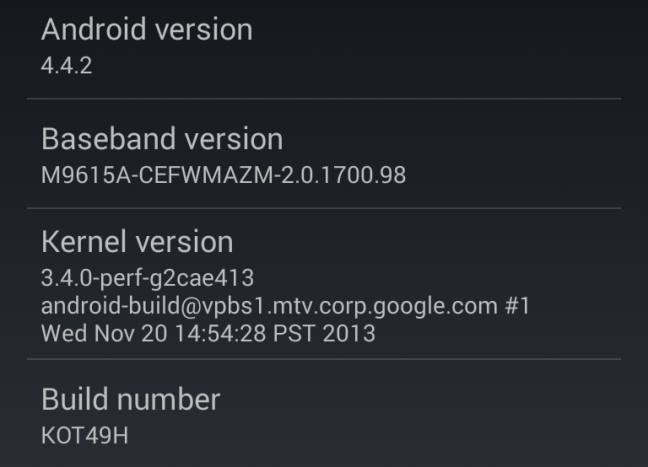 Android version
4.4.2
Baseband version
M9615A-CEFWMAZM-2.0.1700.98
Kernel version
3.4.0-perf-g2cae413
android-build@vpbs1.mtv.corp.google.com #1
Wed Nov 20 14:54:28 PST 2013
Build number
KOT49H